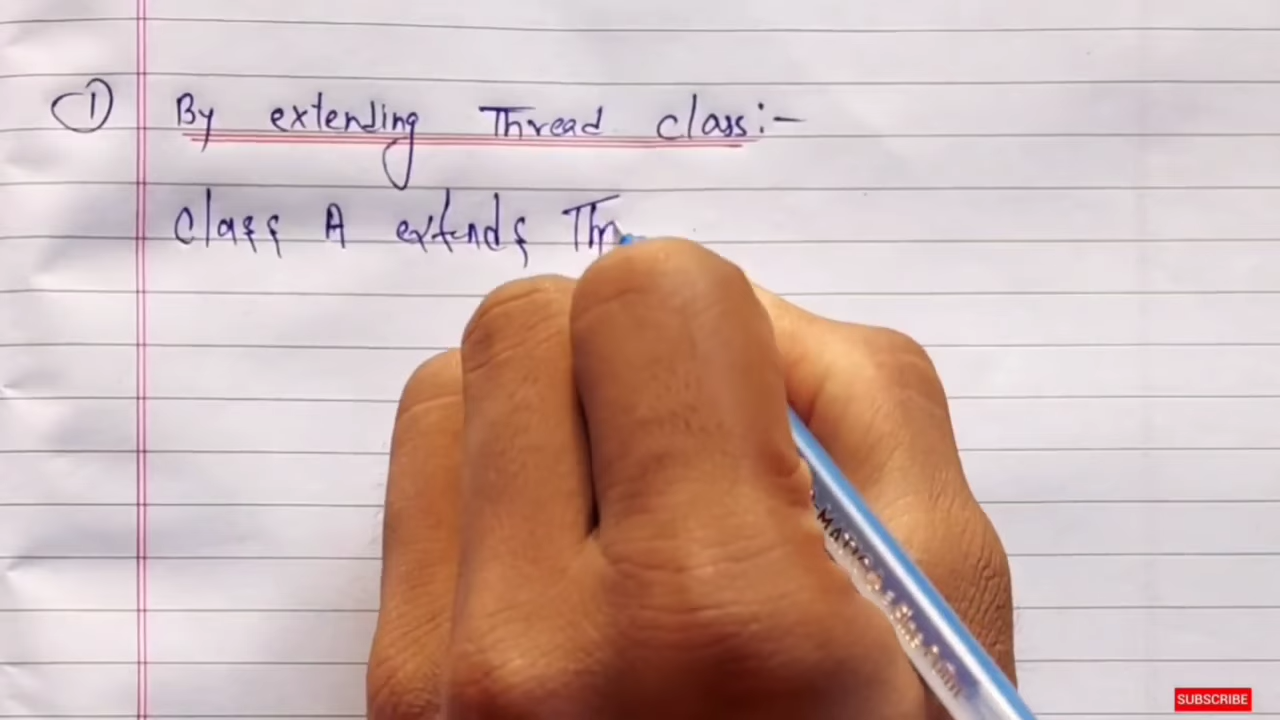 ① By extending Thread class:-
class A extends Thr
SUBSCRIBE